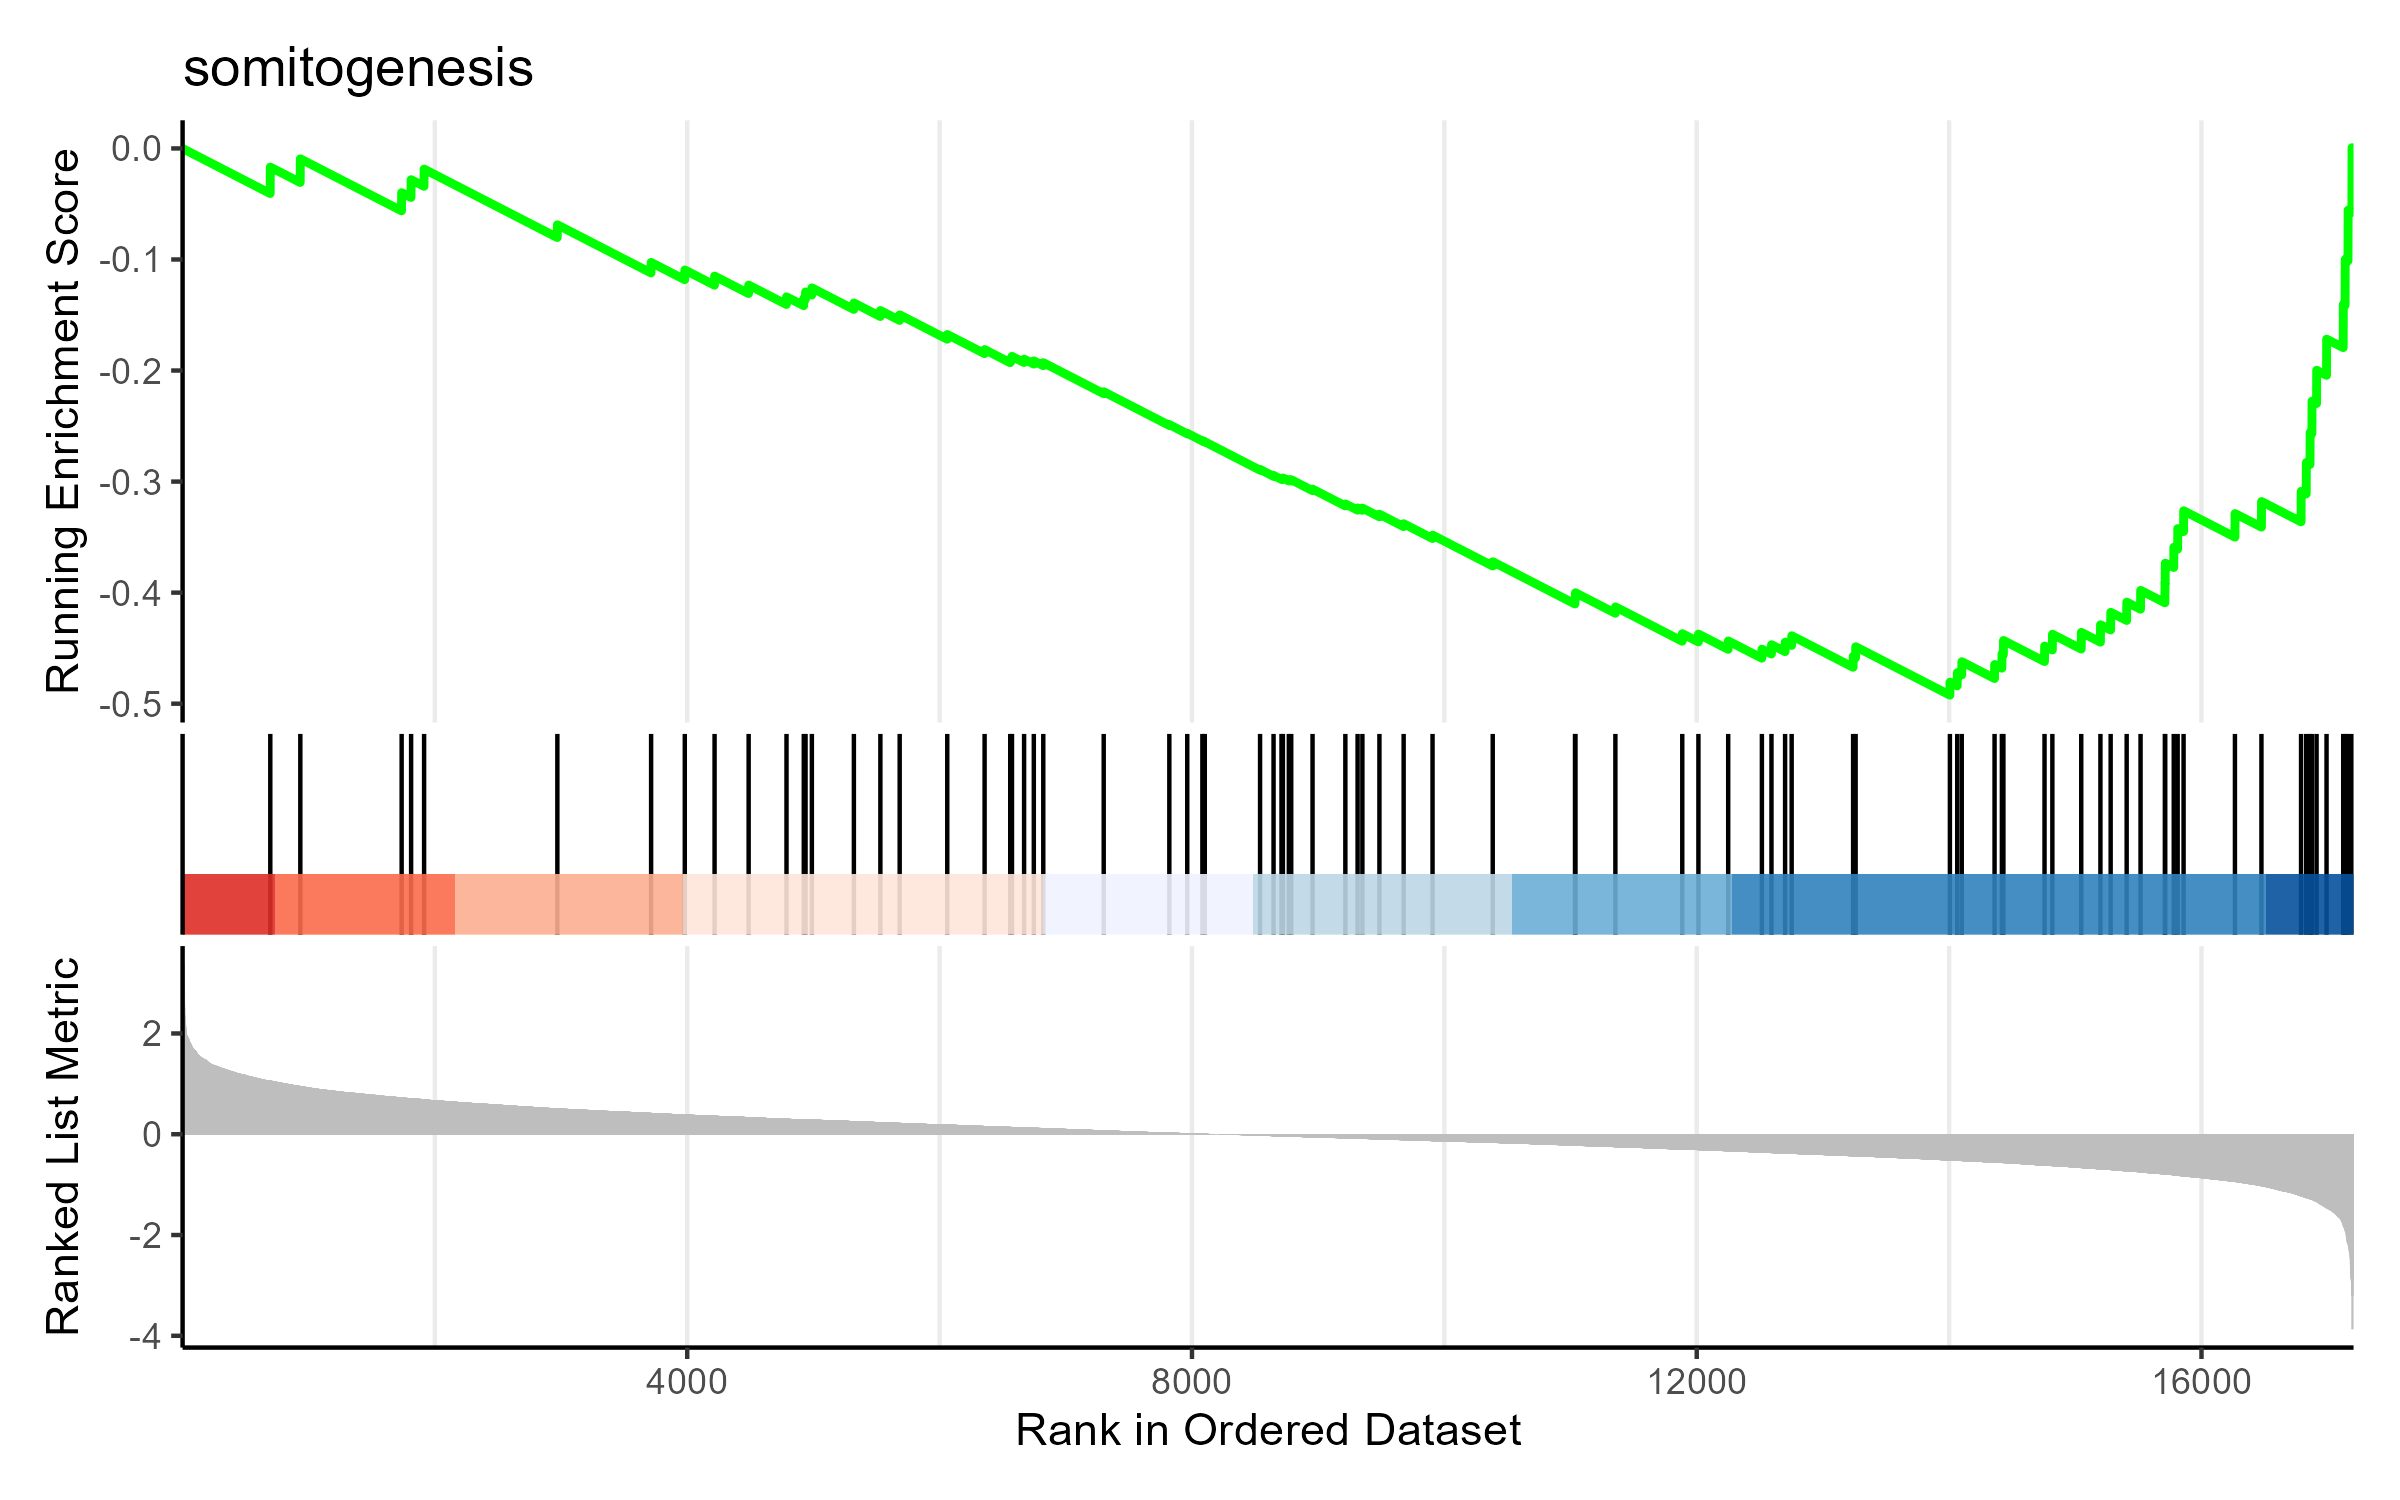 somitogenesis
Running Enrichment Score
0.0
-0.1
-0.2
-0.3
-0.4
-0.5
Ranked List Metric
2
0
-2
-4
4000 8000 12000 16000
Rank in Ordered Dataset